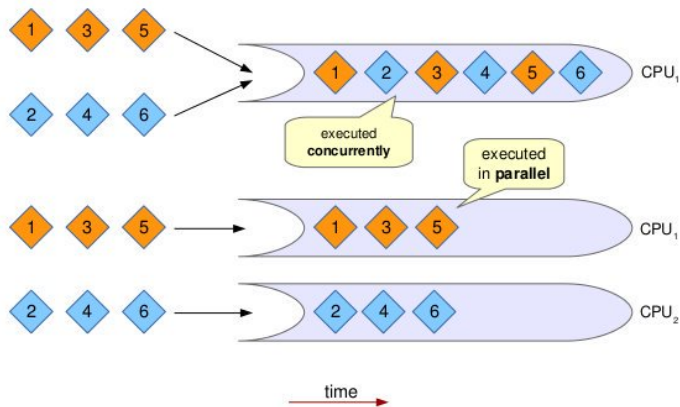 1 3 5
1 2 3 4 5 6 CPU1
2 4 6
executed
concurrently
executed
in parallel
1 3 5 1 3 5 CPU1
2 4 6 2 4 6 CPU2
time